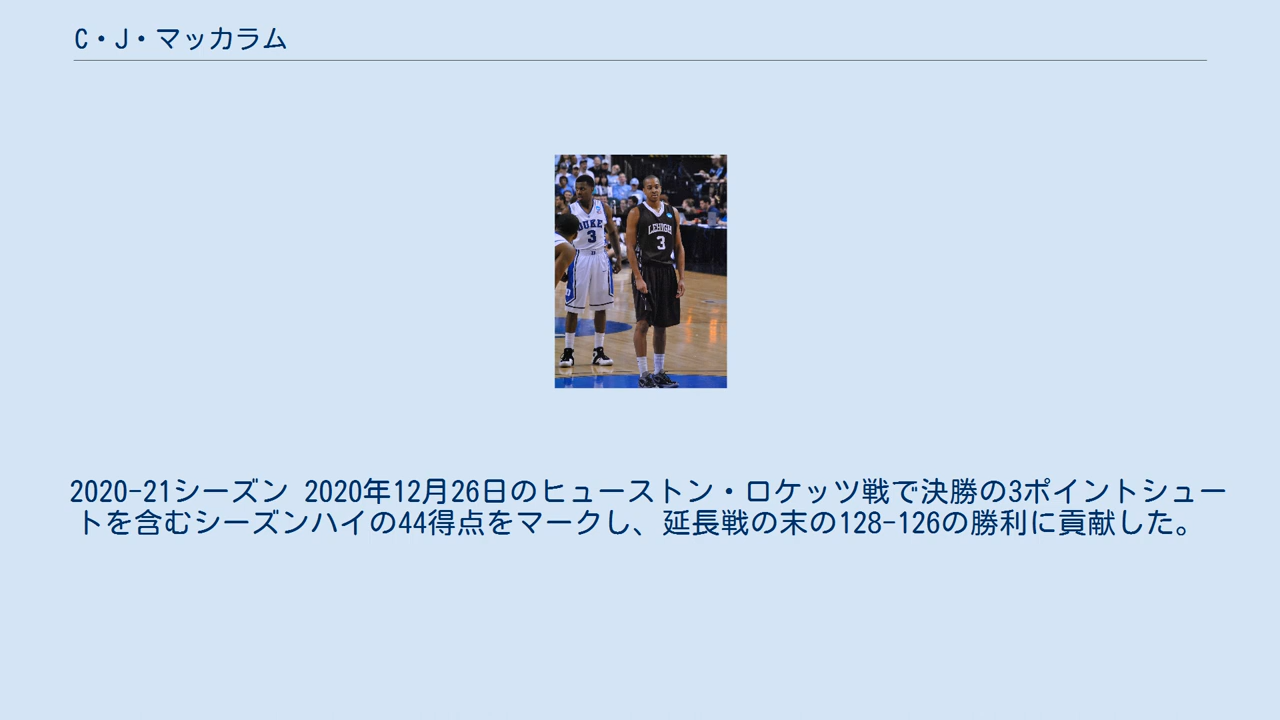 C・J・マッカラム
DUKE
3
LEHIGH
3
2020-21シーズン 2020年12月26日のヒューストン・ロケッツ戦で決勝の3ポイントシュー
トを含むシーズンハイの44得点をマークし、延長戦の末の128-126の勝利に貢献した。